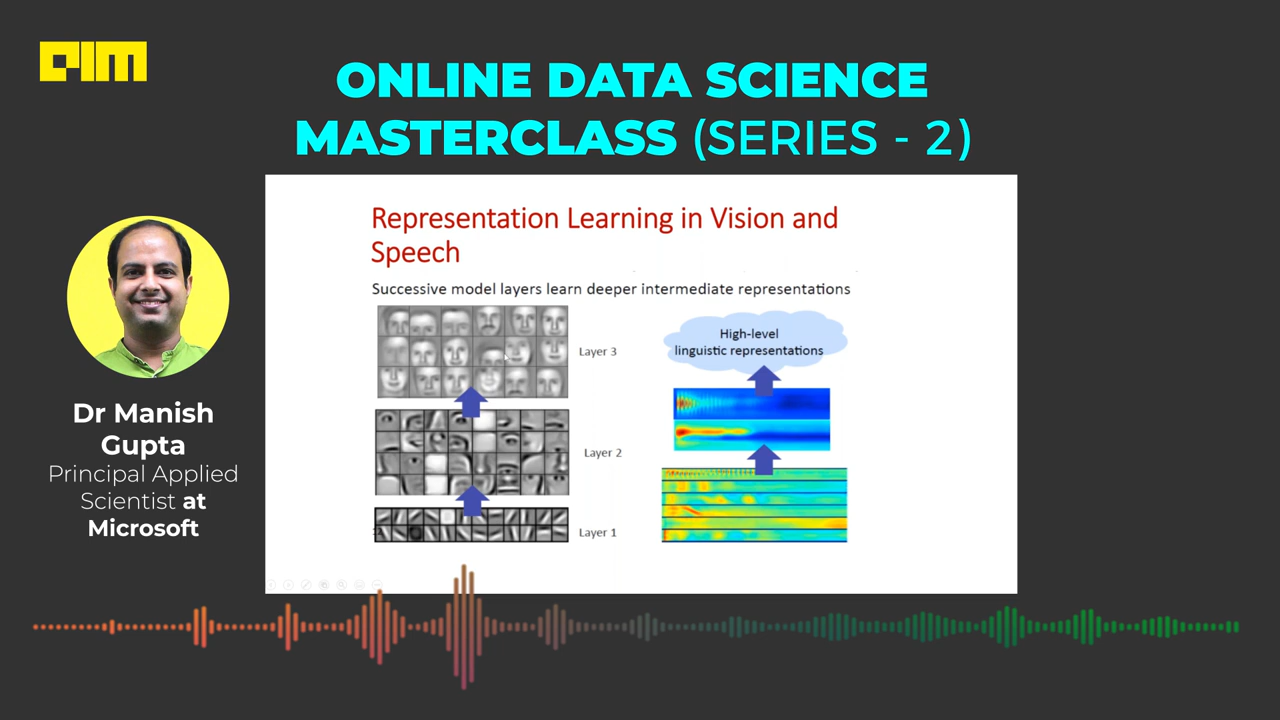 AIM
ONLINE DATA SCIENCE
MASTERCLASS (SERIES - 2)
Representation Learning in Vision and
Speech
Successive model layers learn deeper intermediate representations
Layer 3
Layer 2
Layer 1
High-level
linguistic representations
Dr Manish
Gupta
Principal Applied
Scientist at
Microsoft